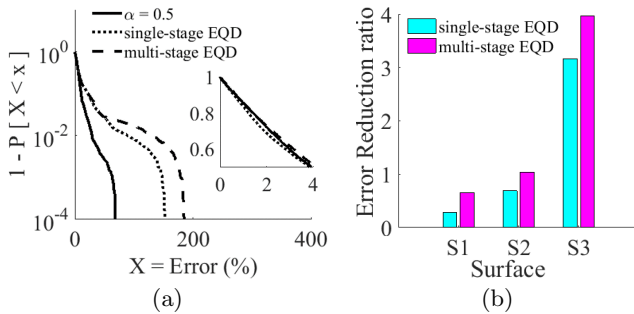 α = 0.5
single-stage EQD
multi-stage EQD
10^0
10^-2
10^-4
1 - P [ X < x ]
0 200 400
X = Error (%)
1
0.8
0.6
0 2 4
(a)
single-stage EQD
multi-stage EQD
4
3
2
1
0
Error Reduction ratio
S1 S2 S3
Surface
(b)